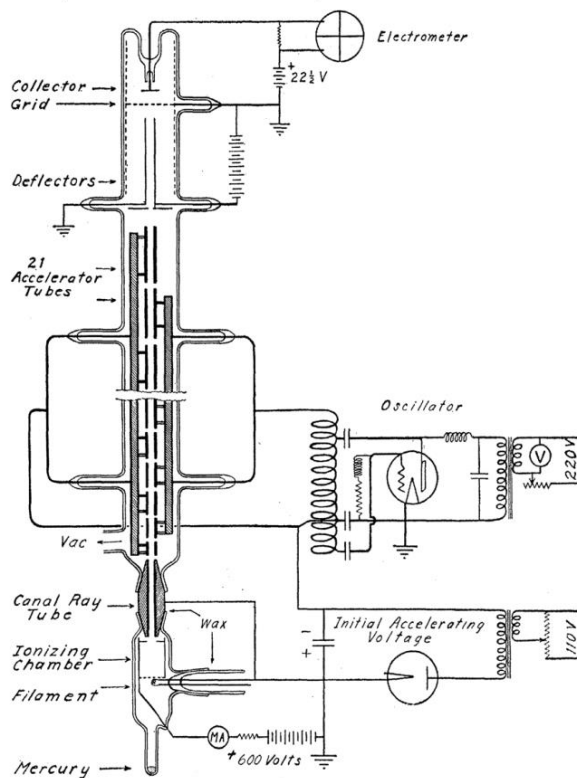 Electrometer
+
22½ V
Collector
Grid
Deflectors
21
Accelerator
Tubes
Oscillator
V
220V
Vac
Canal Ray
Tube
Wax
Initial Accelerating
Voltage
-
+
110V
Ionizing
Chamber
Filament
MA
+600 Volts
Mercury